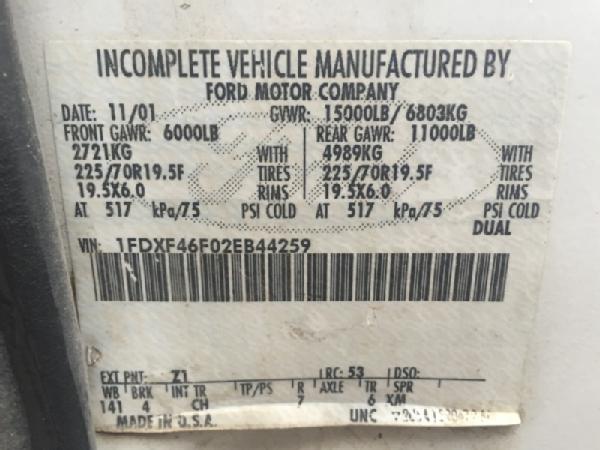 INCOMPLETE VEHICLE MANUFACTURED BY
FORD MOTOR COMPANY
DATE: 11/01 GVWR: 15000LB/ 6803KG
FRONT GAWR: 6000LB REAR GAWR: 11000LB
2721KG WITH 4989KG WITH
225/70R19.5F TIRES 225/70R19.5F TIRES
19.5X6.0 RIMS 19.5X6.0 RIMS
AT 517 kPa/75 PSI COLD AT 517 kPa/75 PSI COLD
DUAL
VIN: 1FDXF46F02EB44259
EXT PNT: Z1 RC: 53 DSO:
WB BRK INT TR TP/PS R AXLE TR SPR
141 4 CH 7 6 XM
MADE IN U.S.A. UNC